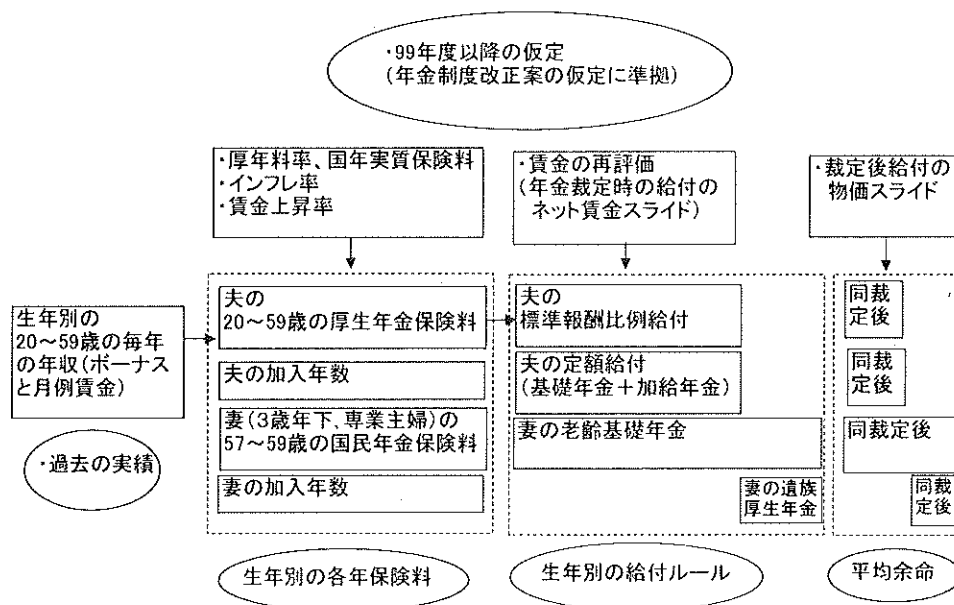 ・99年度以降の仮定
(年金制度改正案の仮定に準拠)
・厚年料率、国年実質保険料
・インフレ率
・賃金上昇率
・賃金の再評価
(年金裁定時の給付の
ネット賃金スライド)
・裁定後給付の
物価スライド
生年別の
20～59歳の毎年
の年収(ボーナス
と月例賃金)
・過去の実績
夫の
20～59歳の厚生年金保険料
夫の加入年数
妻(3歳年下、専業主婦)の
57～59歳の国民年金保険料
妻の加入年数
夫の
標準報酬比例給付
夫の定額給付
(基礎年金＋加給年金)
妻の老齢基礎年金
妻の遺族
厚生年金
同裁
定後
同裁
定後
同裁定後
同裁
定後
生年別の各年保険料
生年別の給付ルール
平均余命